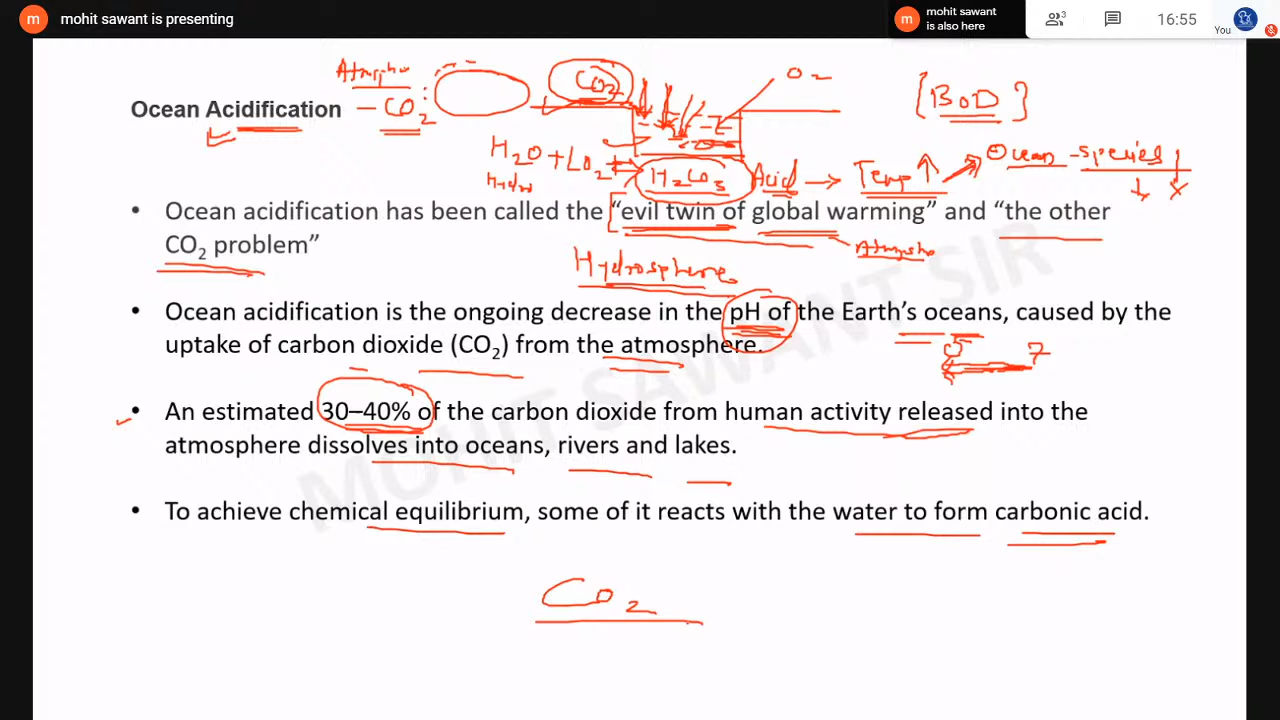 m mohit sawant is presenting
m mohit sawant is also here
3
16:55
You
CO2
O2
[BOD]
Ocean Acidification
– CO2
H2O + CO2
H2CO3 Acid → Temp ↑ Ocean - species ↓
Ocean acidification has been called the “evil twin of global warming” and “the other
CO2 problem”
Hydrosphere
Ocean acidification is the ongoing decrease in the pH of the Earth’s oceans, caused by the
uptake of carbon dioxide (CO2) from the atmosphere.
7
An estimated 30–40% of the carbon dioxide from human activity released into the
atmosphere dissolves into oceans, rivers and lakes.
To achieve chemical equilibrium, some of it reacts with the water to form carbonic acid.
CO2
MOHIT SAWANT SIR